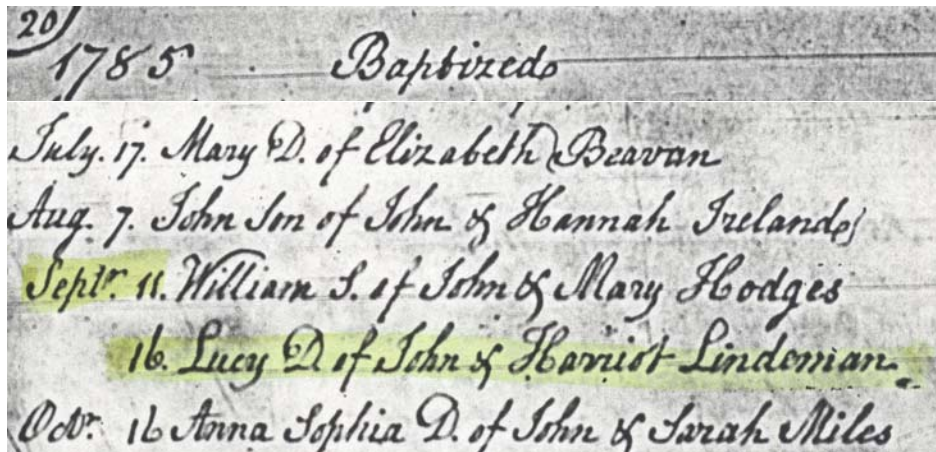 20
1785 Baptized
July. 17. Mary D. of Elizabeth Beavan
Aug. 7. John Son of John & Hannah Ireland
Septr. 11. William S. of John & Mary Hodges
16. Lucy D of John & Harriot Lindeman.
Octr. 16 Anna Sophia D. of John & Sarah Miles